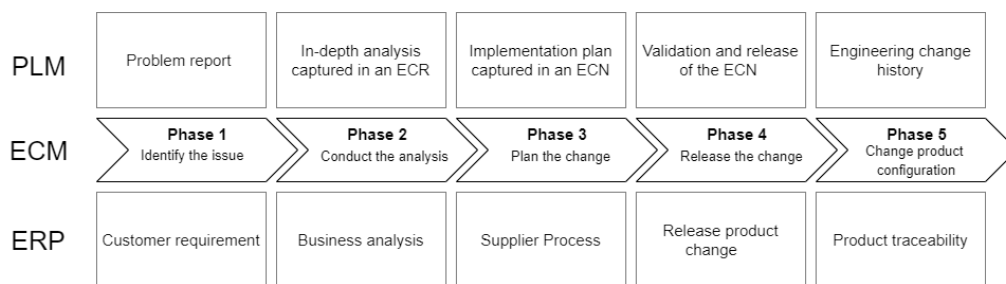 PLM
Problem report
In-depth analysis
captured in an ECR
Implementation plan
captured in an ECN
Validation and release
of the ECN
Engineering change
history
ECM
Phase 1
Identify the issue
Phase 2
Conduct the analysis
Phase 3
Plan the change
Phase 4
Release the change
Phase 5
Change product
configuration
ERP
Customer requirement
Business analysis
Supplier Process
Release product
change
Product traceability